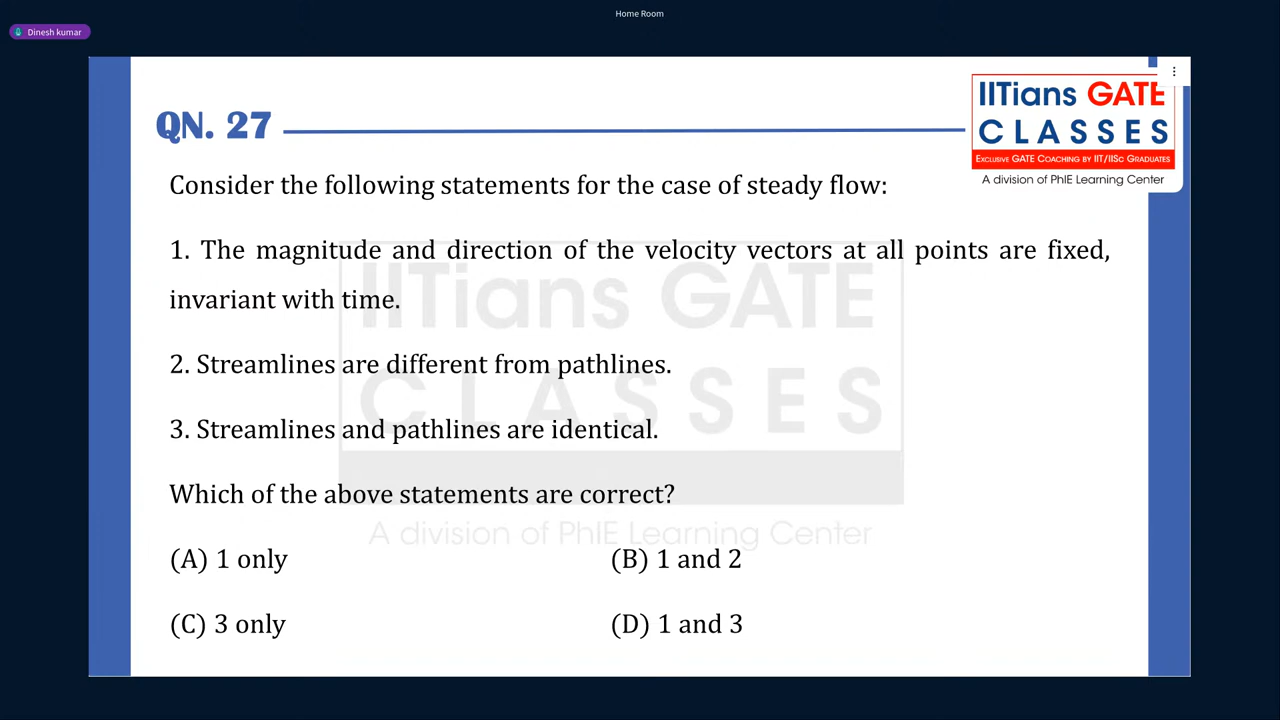 Home Room
Dinesh kumar
IITians GATE
CLASSES
EXCLUSIVE GATE COACHING BY IIT/IISc GRADUATES
A division of PhIE Learning Center
QN. 27
Consider the following statements for the case of steady flow:
1. The magnitude and direction of the velocity vectors at all points are fixed,
invariant with time.
2. Streamlines are different from pathlines.
3. Streamlines and pathlines are identical.
Which of the above statements are correct?
(A) 1 only (B) 1 and 2
(C) 3 only (D) 1 and 3
IITians GATE
CLASSES
A division of PhIE Learning Center